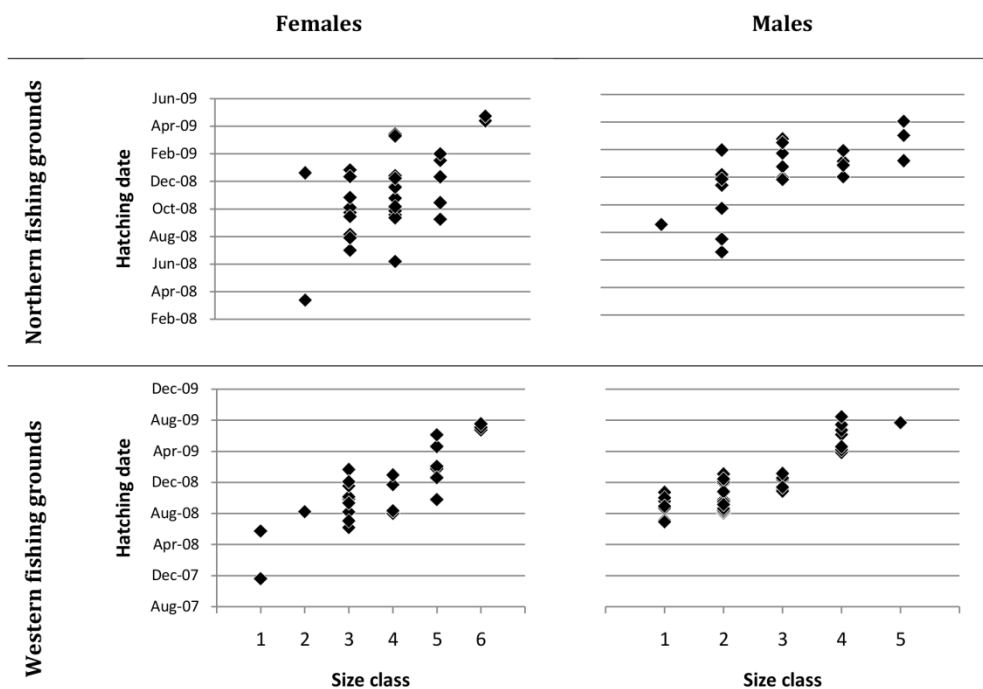 Females Males
Northern fishing grounds
Hatching date
Jun-09
Apr-09
Feb-09
Dec-08
Oct-08
Aug-08
Jun-08
Apr-08
Feb-08
Western fishing grounds
Hatching date
Dec-09
Aug-09
Apr-09
Dec-08
Aug-08
Apr-08
Dec-07
Aug-07
1 2 3 4 5 6
Size class
1 2 3 4 5
Size class